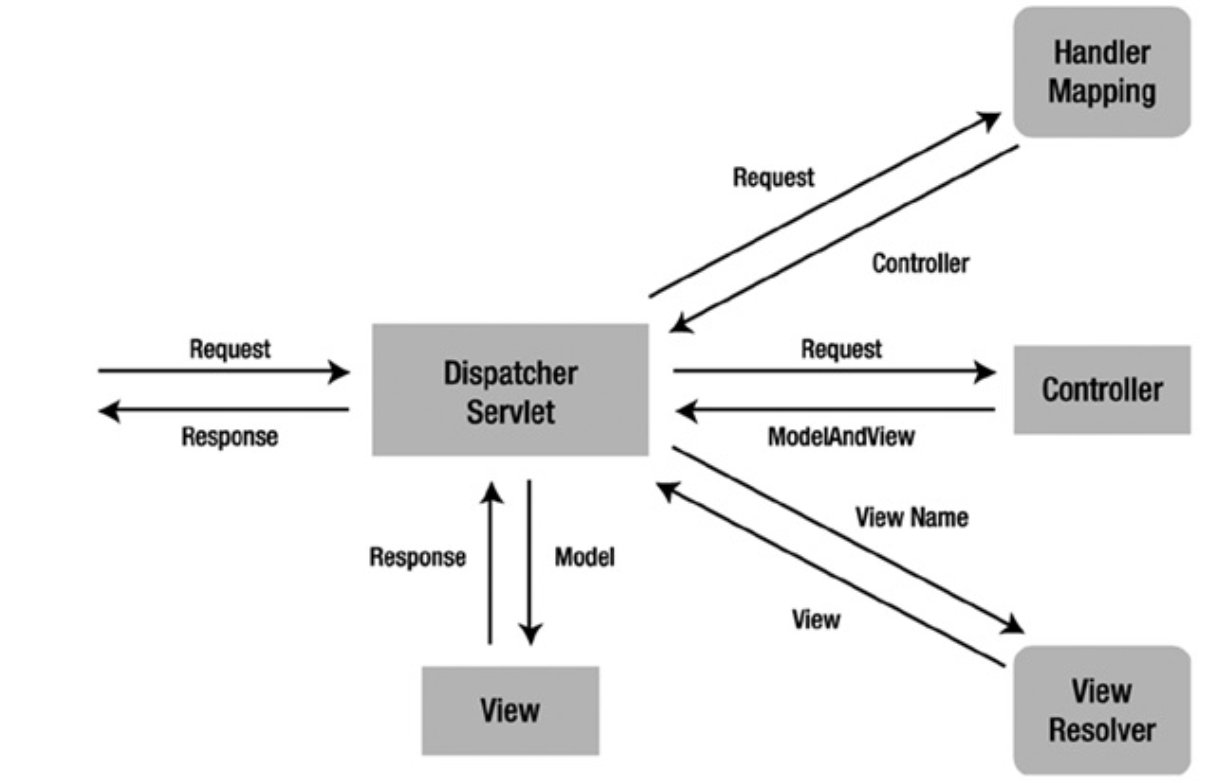 Handler
Mapping
Request
Controller
Request
Response
Dispatcher
Servlet
Request
ModelAndView
Controller
View Name
Response
Model
View
View
View
Resolver